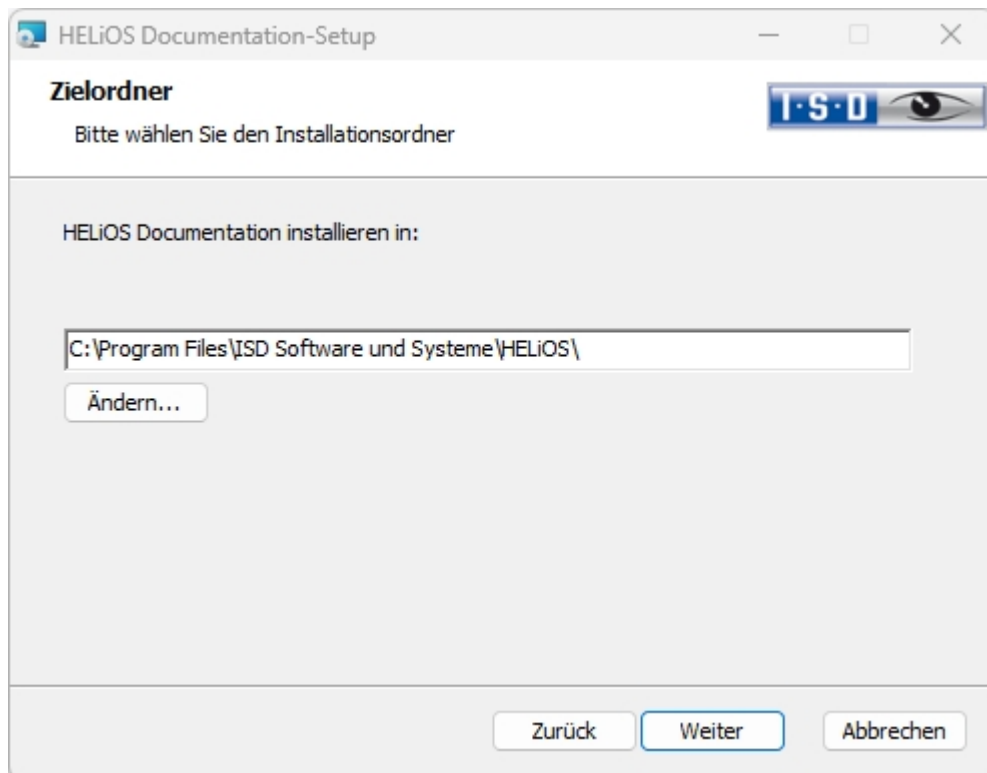 HELiOS Documentation-Setup
Zielordner
Bitte wählen Sie den Installationsordner
I·S·D
HELiOS Documentation installieren in:
C:\Program Files\ISD Software und Systeme\HELiOS\
Ändern...
Zurück
Weiter
Abbrechen